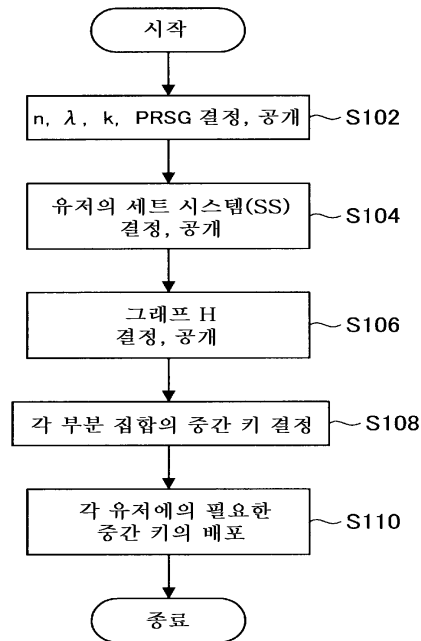 시작
n, λ, k, PRSG 결정, 공개
S102
유저의 세트 시스템(SS)
결정, 공개
S104
그래프 H
결정, 공개
S106
각 부분 집합의 중간 키 결정
S108
각 유저에의 필요한
중간 키의 배포
S110
종료